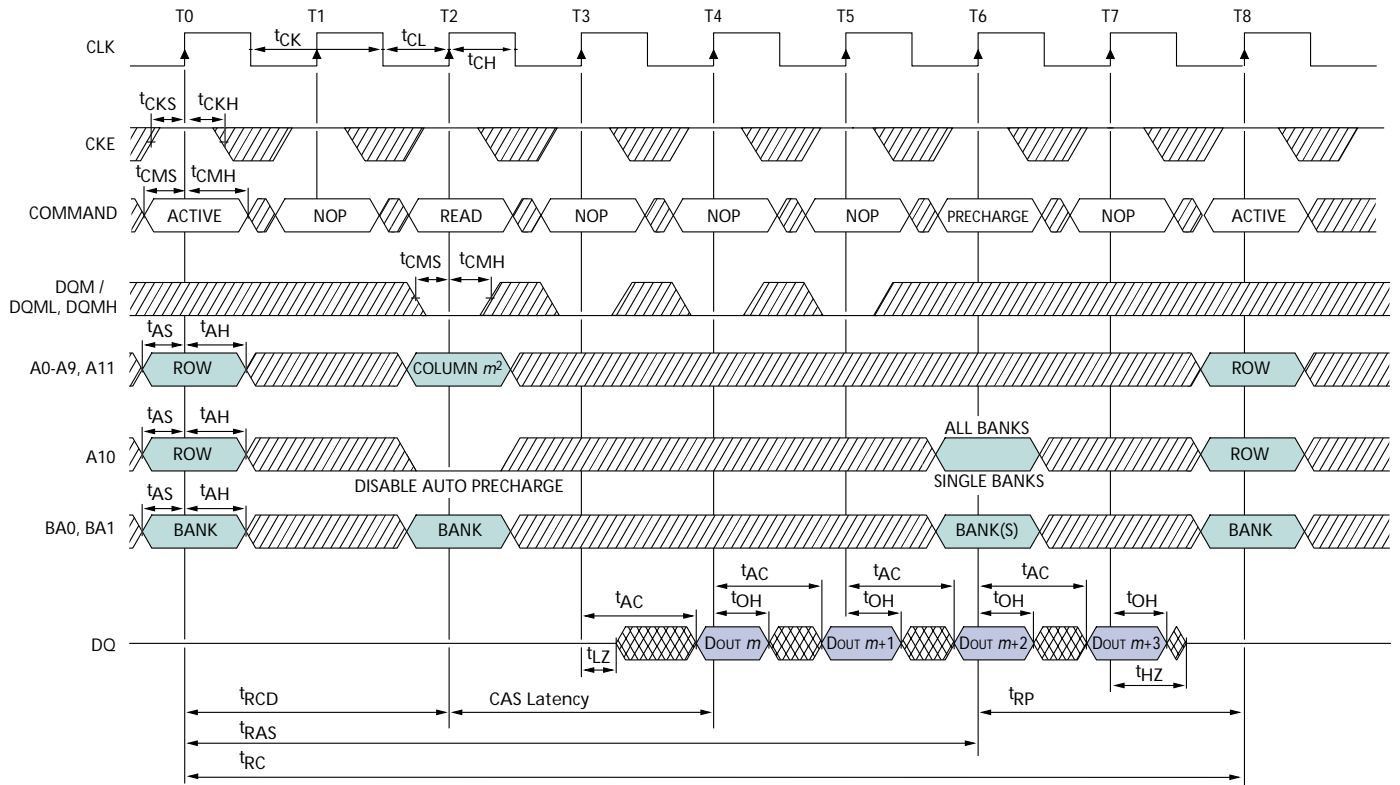 T0 T1 T2 T3 T4 T5 T6 T7 T8
CLK
tCK tCL
tCH
tCKS tCKH
CKE
tCMS tCMH
COMMAND ACTIVE NOP READ NOP NOP NOP PRECHARGE NOP ACTIVE
tCMS tCMH
DQM /
DQML, DQMH
tAS tAH
A0-A9, A11 ROW COLUMN m2 ROW
tAS tAH ALL BANKS
A10 ROW ROW
DISABLE AUTO PRECHARGE SINGLE BANKS
tAS tAH
BA0, BA1 BANK BANK BANK(S) BANK
tAC tAC tAC
tAC tOH tOH tOH tOH
DQ DOUT m DOUT m+1 DOUT m+2 DOUT m+3
tLZ tHZ
tRCD CAS Latency tRP
tRAS
tRC